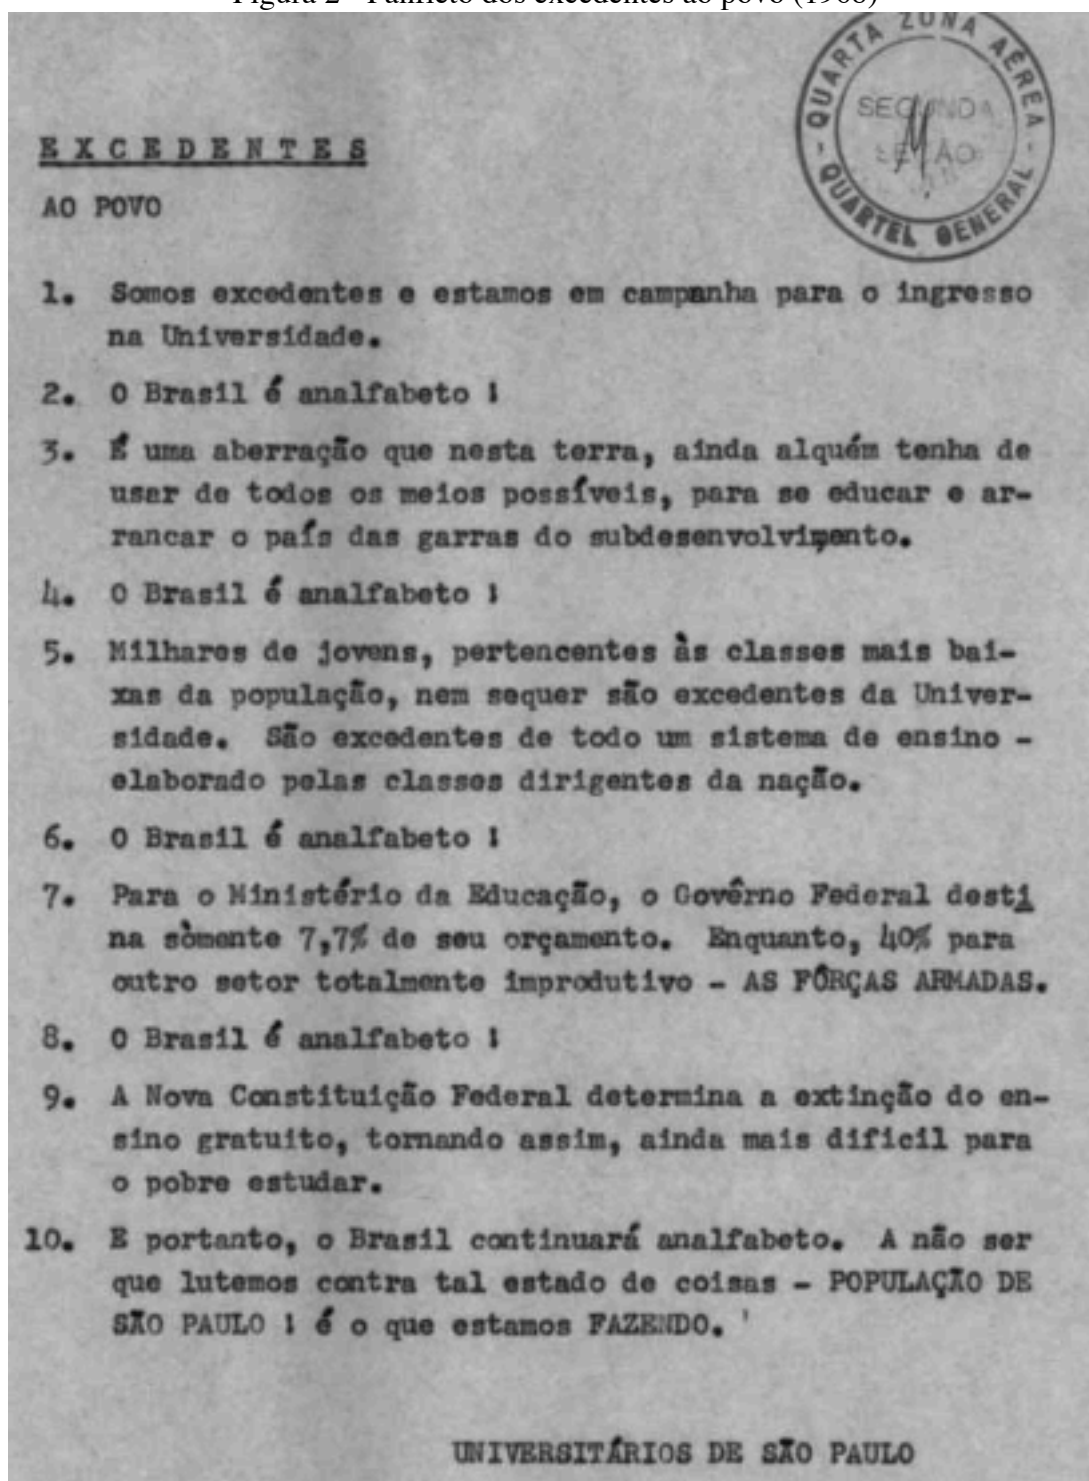 Figura 2 - Panfleto dos excedentes ao povo (1968)
QUARTA ZONA AÉREA - QUARTEL GENERAL -
SEGUNDA
SEÇÃO
EXCEDENTES
AO POVO
1. Somos excedentes e estamos em campanha para o ingresso
na Universidade.
2. O Brasil é analfabeto !
3. É uma aberração que nesta terra, ainda alquém tenha de
usar de todos os meios possíveis, para se educar e ar-
rancar o país das garras do subdesenvolvimento.
4. O Brasil é analfabeto !
5. Milhares de jovens, pertencentes às classes mais bai-
xas da população, nem sequer são excedentes da Univer-
sidade. São excedentes de todo um sistema de ensino -
elaborado pelas classes dirigentes da nação.
6. O Brasil é analfabeto !
7. Para o Ministério da Educação, o Govêrno Federal desti
na sòmente 7,7% de seu orçamento. Enquanto, 40% para
outro setor totalmente improdutivo - AS FÔRÇAS ARMADAS.
8. O Brasil é analfabeto !
9. A Nova Constituição Federal determina a extinção do en-
sino gratuito, tornando assim, ainda mais dificil para
o pobre estudar.
10. E portanto, o Brasil continuará analfabeto. A não ser
que lutemos contra tal estado de coisas - POPULAÇÃO DE
SÃO PAULO ! é o que estamos FAZENDO. '
UNIVERSITÁRIOS DE SÃO PAULO